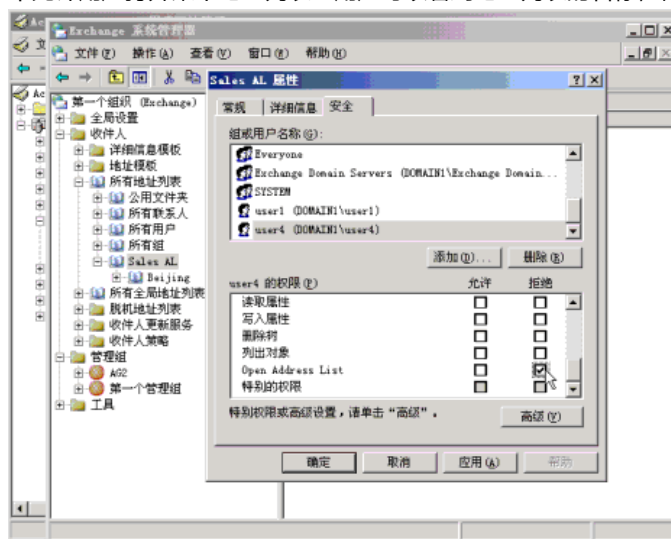 Ac
Exchange 系统管理器
文件(F) 操作(A) 查看(V) 窗口(W) 帮助(H)
第一个组织 (Exchange)
全局设置
收件人
详细信息模板
地址模板
所有地址列表
公用文件夹
所有联系人
所有用户
所有组
Sales AL
Beijing
所有全局地址列表
脱机地址列表
收件人更新服务
收件人策略
管理组
AG2
第一个管理组
工具
Sales AL 属性
常规 详细信息 安全
组或用户名称(G):
Everyone
Exchange Domain Servers (DOMAIN1\Exchange Domain...
SYSTEM
user1 (DOMAIN1\user1)
user4 (DOMAIN1\user4)
添加(D)... 删除(R)
user4 的权限(P) 允许 拒绝
读取属性
写入属性
删除树
列出对象
Open Address List
特别的权限
特别权限或高级设置，请单击“高级”。
高级(V)
确定 取消 应用(A) 帮助